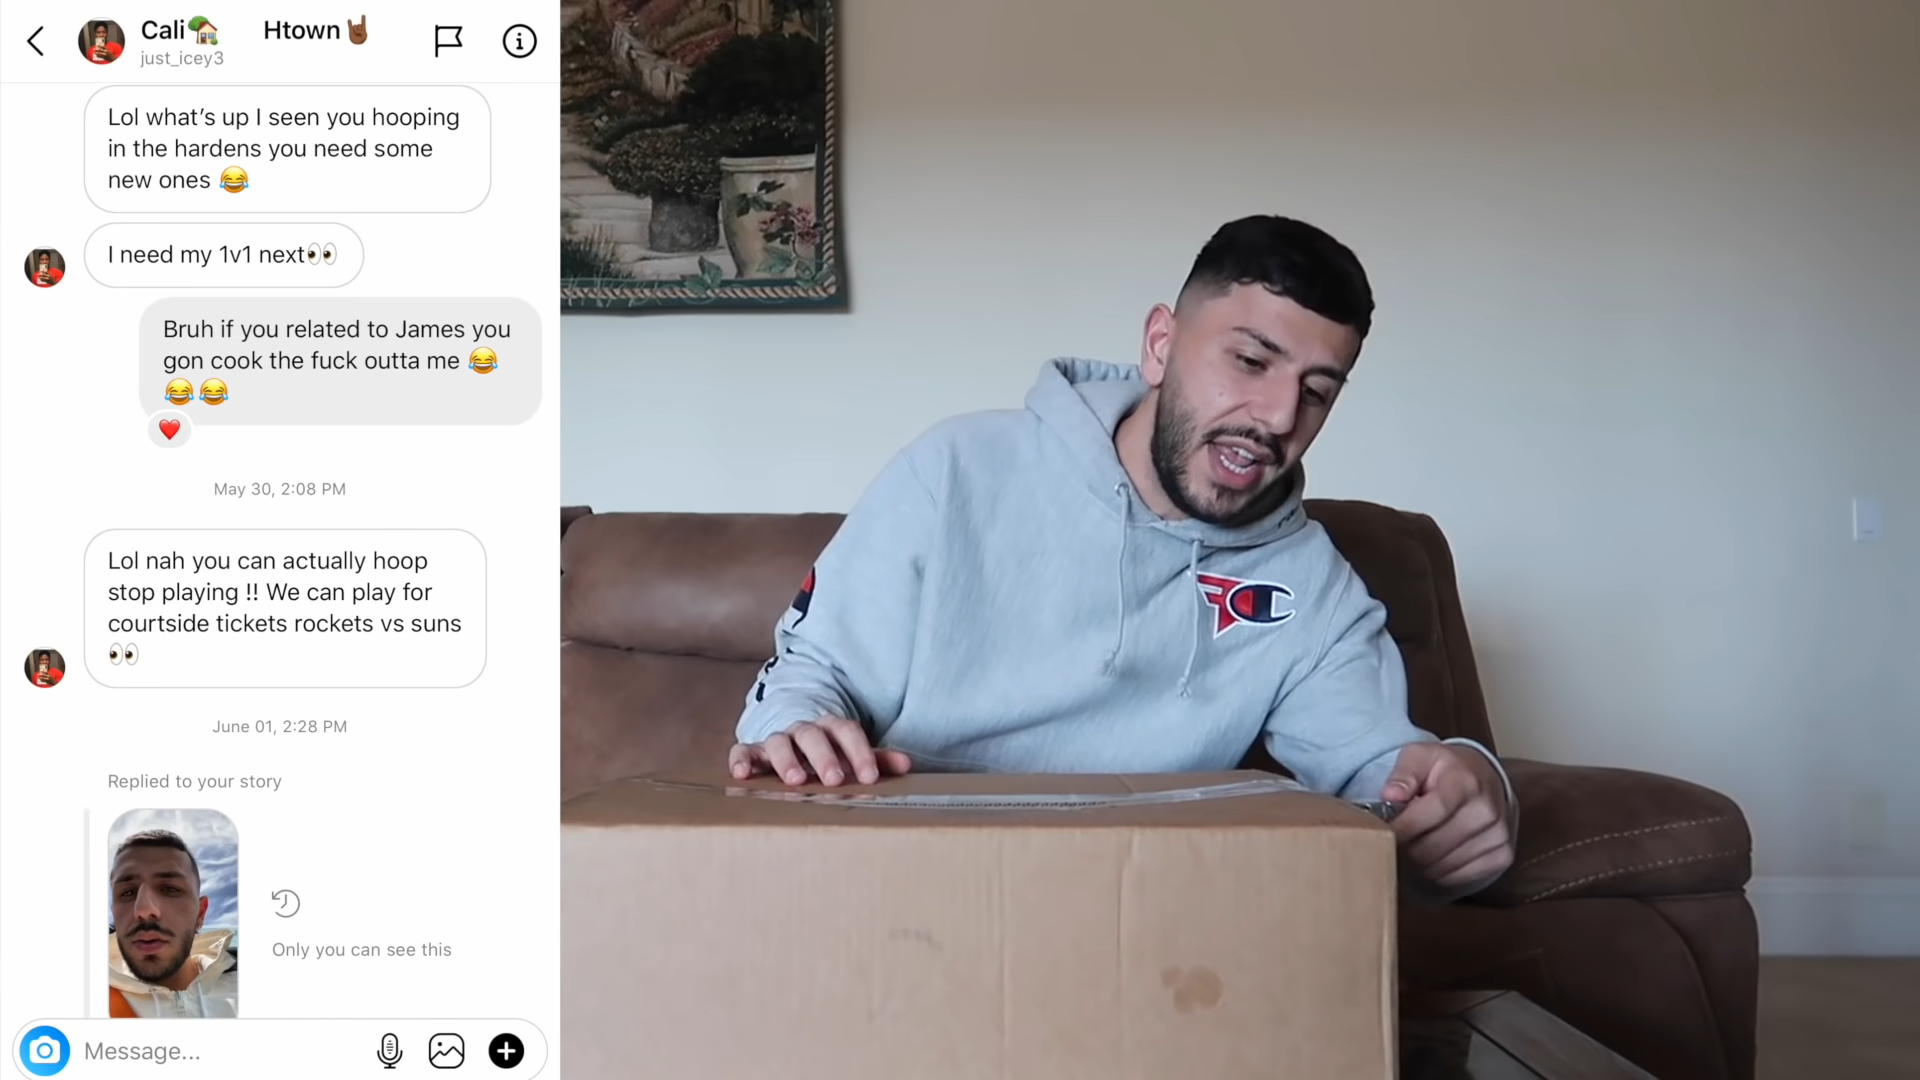 Cali🏡 Htown🤘🏾
just_icey3
Lol what’s up I seen you hooping
in the hardens you need some
new ones 😂
I need my 1v1 next👀
Bruh if you related to James you
gon cook the fuck outta me 😂
😂😂
❤️
May 30, 2:08 PM
Lol nah you can actually hoop
stop playing !! We can play for
courtside tickets rockets vs suns
👀
June 01, 2:28 PM
Replied to your story
Only you can see this
Message...